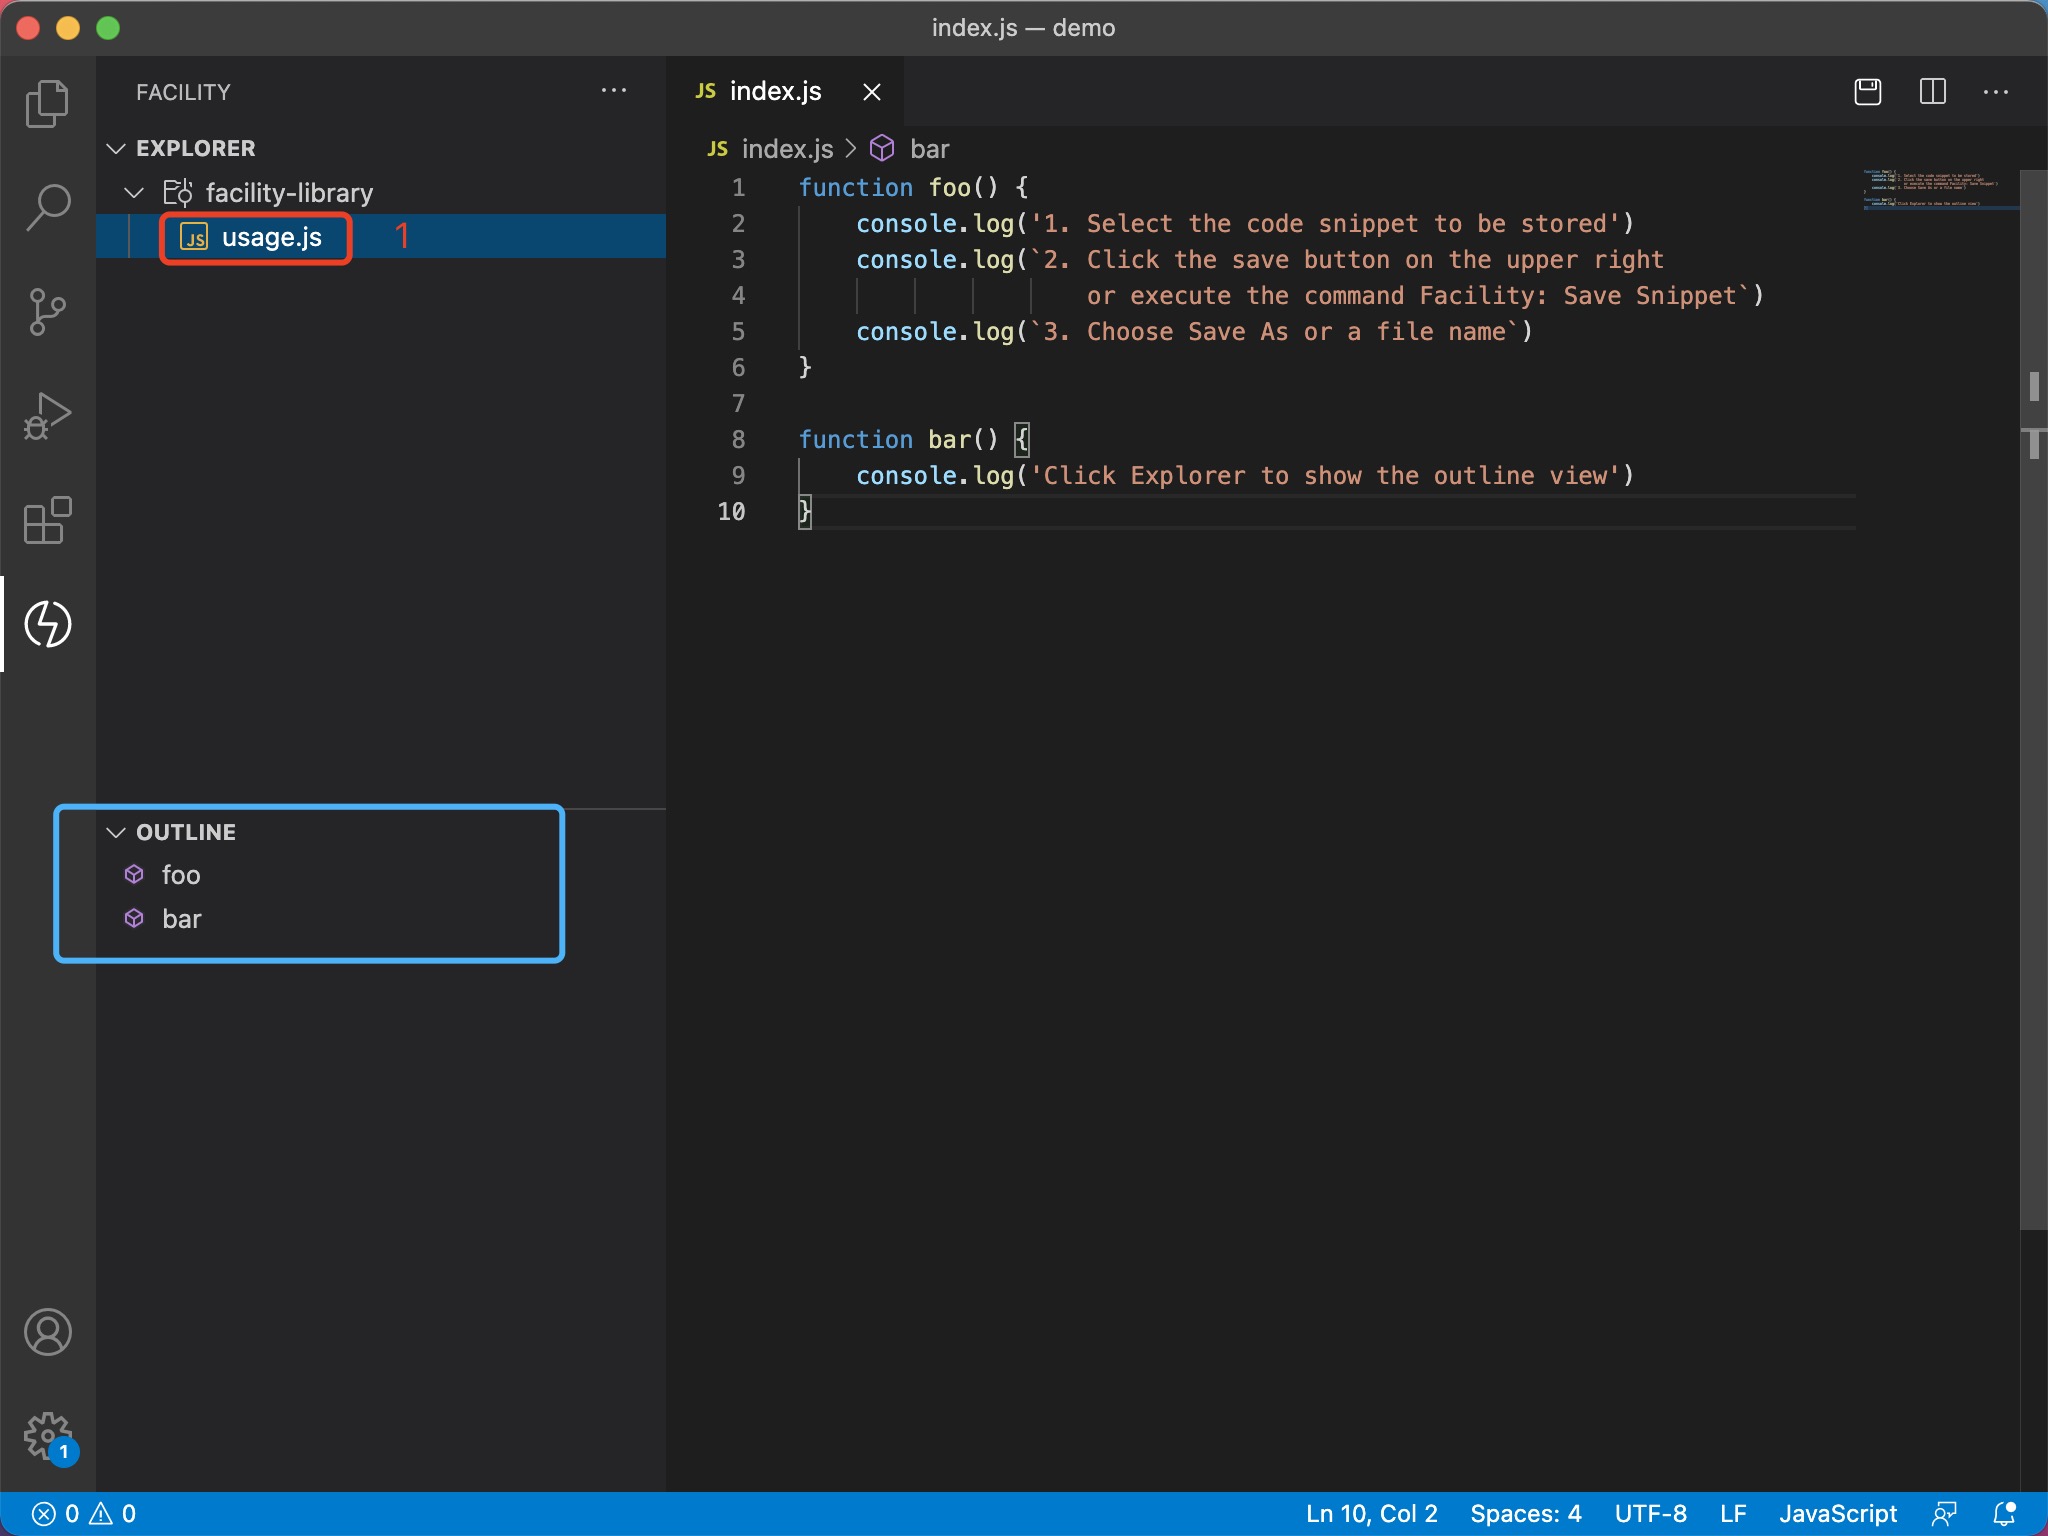 index.js — demo
FACILITY
EXPLORER
facility-library
JS usage.js 1
OUTLINE
foo
bar
1
JS index.js
JS index.js > bar
1 function foo() {
2 console.log('1. Select the code snippet to be stored')
3 console.log(`2. Click the save button on the upper right
4 or execute the command Facility: Save Snippet`)
5 console.log(`3. Choose Save As or a file name`)
6 }
7
8 function bar() {
9 console.log('Click Explorer to show the outline view')
10 }
0 0
Ln 10, Col 2 Spaces: 4 UTF-8 LF JavaScript